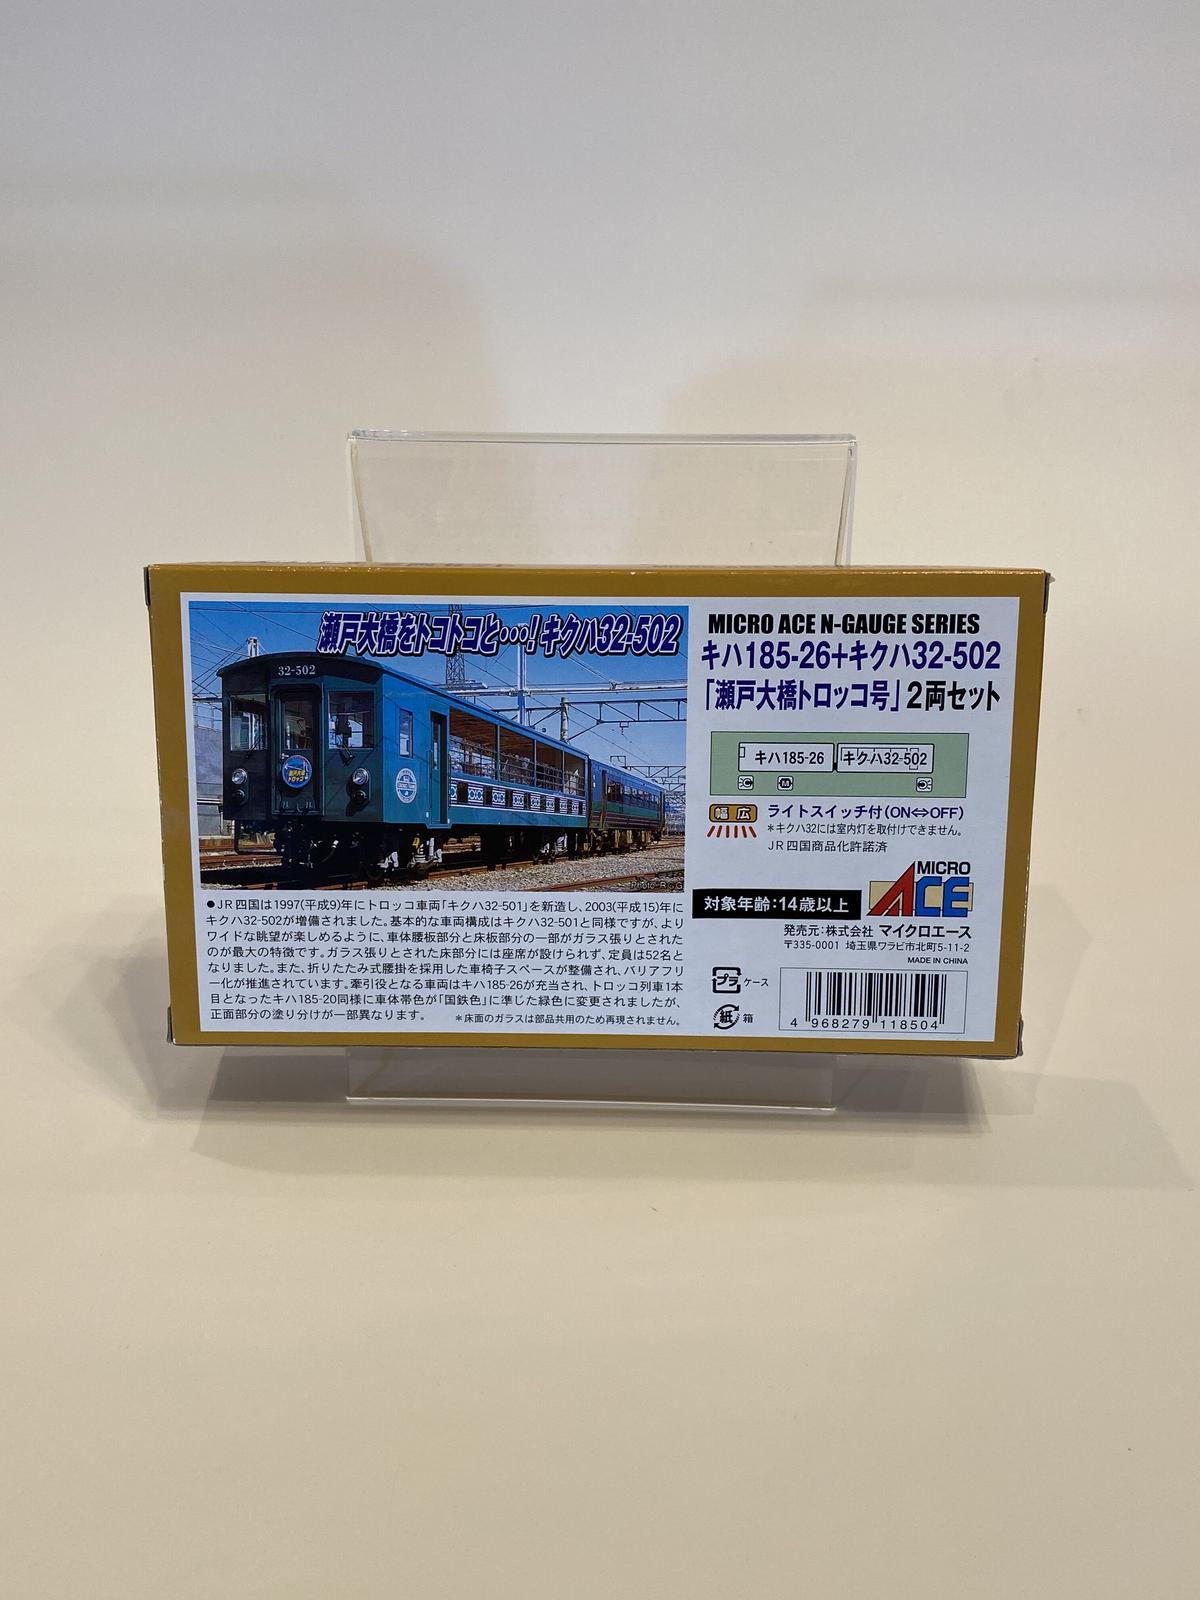 瀬戸大橋をトコトコと・・・！キクハ32-502
32-502
瀬戸大橋
トロッコ
●JR四国は1997(平成9)年にトロッコ車両「キクハ32-501」を新造し、2003(平成15)年に
キクハ32-502が増備されました。基本的な車両構成はキクハ32-501と同様ですが、より
ワイドな眺望が楽しめるように、車体腰板部分と床板部分の一部がガラス張りとされた
のが最大の特徴です。ガラス張りとされた床部分には座席が設けられず、定員は52名と
なりました。また、折りたたみ式腰掛を採用した車椅子スペースが整備され、バリアフリ
ー化が推進されています。牽引役となる車両はキハ185-26が充当され、トロッコ列車1本
目となったキハ185-20同様に車体帯色が「国鉄色」に準じた緑色に変更されましたが、
正面部分の塗り分けが一部異なります。
＊床面のガラスは部品共用のため再現されません。
MICRO ACE N-GAUGE SERIES
キハ185-26+キクハ32-502
「瀬戸大橋トロッコ号」2両セット
キハ185-26
キクハ32-502
M
幅広
ライトスイッチ付(ON⇔OFF)
＊キクハ32には室内灯を取付けできません。
JR四国商品化許諾済
MICRO
ACE
対象年齢：14歳以上
発売元：株式会社 マイクロエース
〒335-0001 埼玉県ワラビ市北町5-11-2
MADE IN CHINA
プラ ケース
紙 箱
4 968279 118504